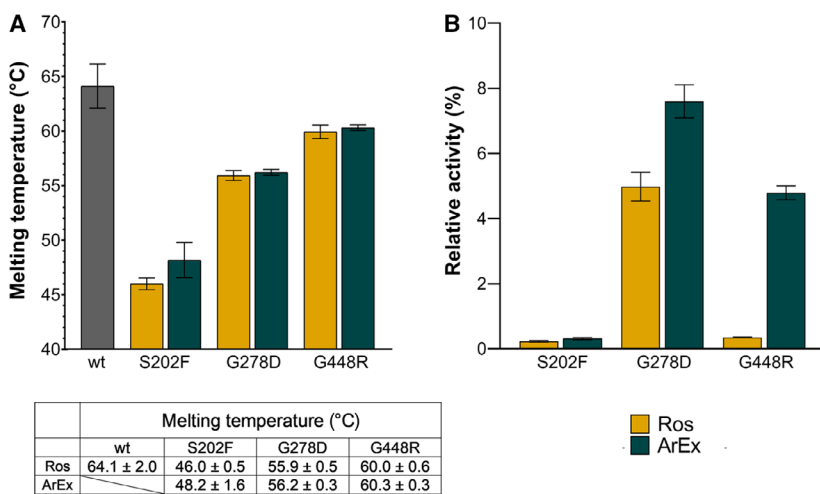 A
Melting temperature (°C)
70
65
60
55
50
45
40
wt S202F G278D G448R
B
Relative activity (%)
10
8
6
4
2
0
S202F G278D G448R
Melting temperature (°C)
wt S202F G278D G448R
Ros 64.1 ± 2.0 46.0 ± 0.5 55.9 ± 0.5 60.0 ± 0.6
ArEx 48.2 ± 1.6 56.2 ± 0.3 60.3 ± 0.3
Ros
ArEx